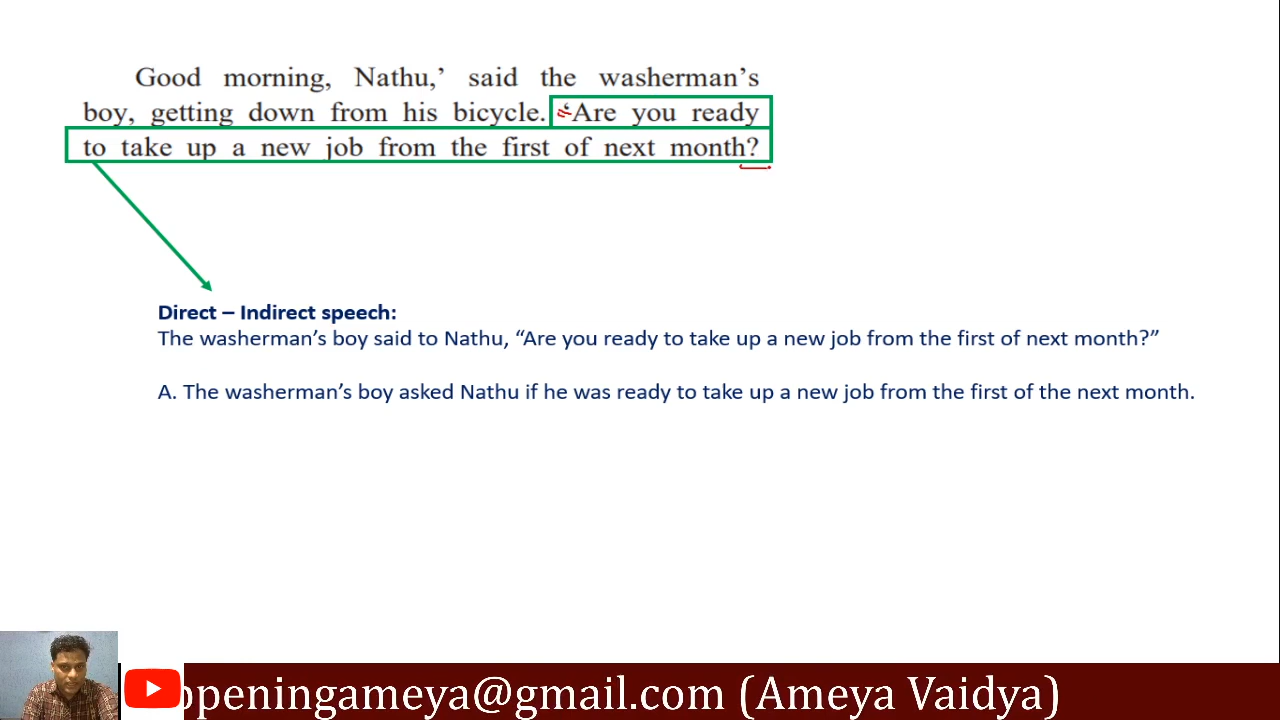 Good morning, Nathu,’ said the washerman’s
boy, getting down from his bicycle. ‘Are you ready
to take up a new job from the first of next month?
Direct – Indirect speech:
The washerman’s boy said to Nathu, “Are you ready to take up a new job from the first of next month?”
A. The washerman’s boy asked Nathu if he was ready to take up a new job from the first of the next month.
ppeningameya@gmail.com (Ameya Vaidya)